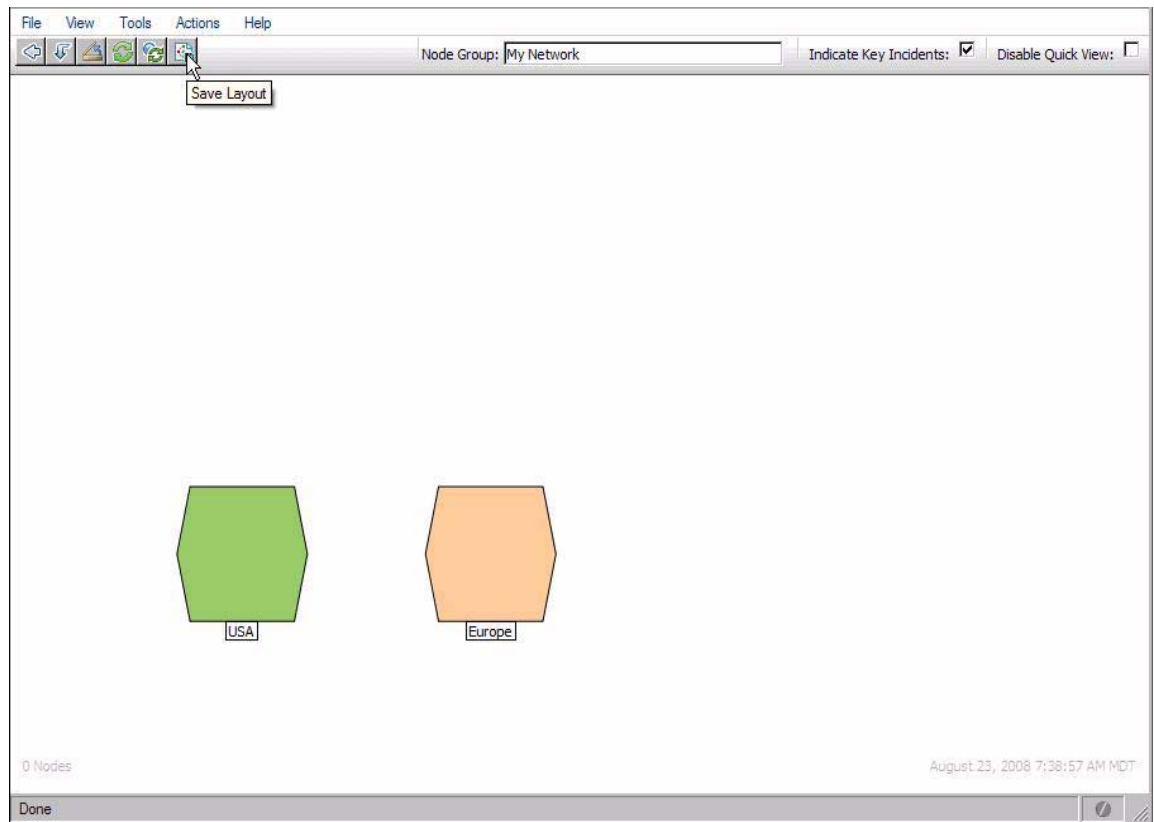 File View Tools Actions Help
Node Group: My Network Indicate Key Incidents: Disable Quick View:
Save Layout
USA Europe
0 Nodes August 23, 2008 7:38:57 AM MDT
Done